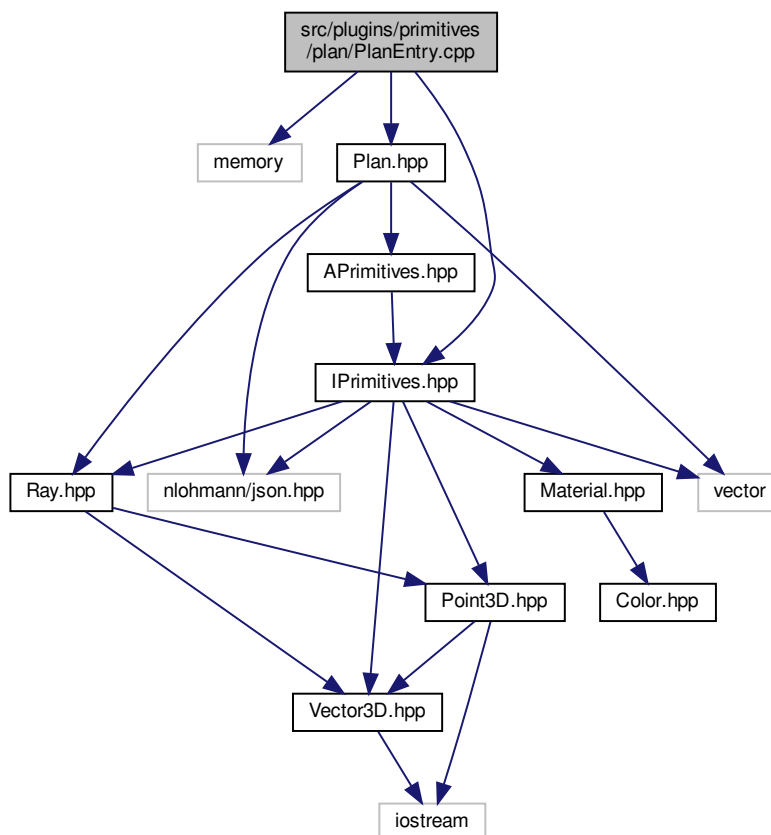 src/plugins/primitives
/plan/PlanEntry.cpp
memory
Plan.hpp
APrimitives.hpp
IPrimitives.hpp
Ray.hpp
nlohmann/json.hpp
Material.hpp
vector
Point3D.hpp
Color.hpp
Vector3D.hpp
iostream